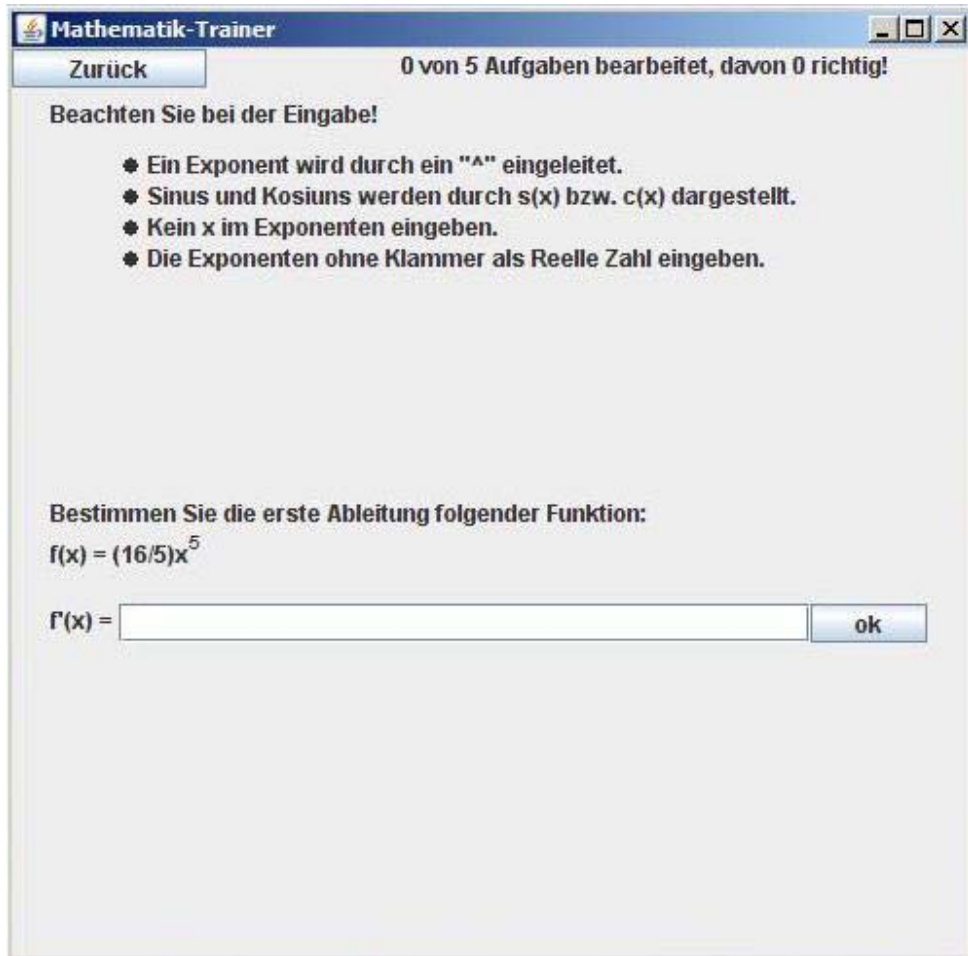 Mathematik-Trainer
Zurück
0 von 5 Aufgaben bearbeitet, davon 0 richtig!
Beachten Sie bei der Eingabe!
● Ein Exponent wird durch ein "^" eingeleitet.
● Sinus und Kosiuns werden durch s(x) bzw. c(x) dargestellt.
● Kein x im Exponenten eingeben.
● Die Exponenten ohne Klammer als Reelle Zahl eingeben.
Bestimmen Sie die erste Ableitung folgender Funktion:
f(x) = (16/5)x⁵
f'(x) =
ok